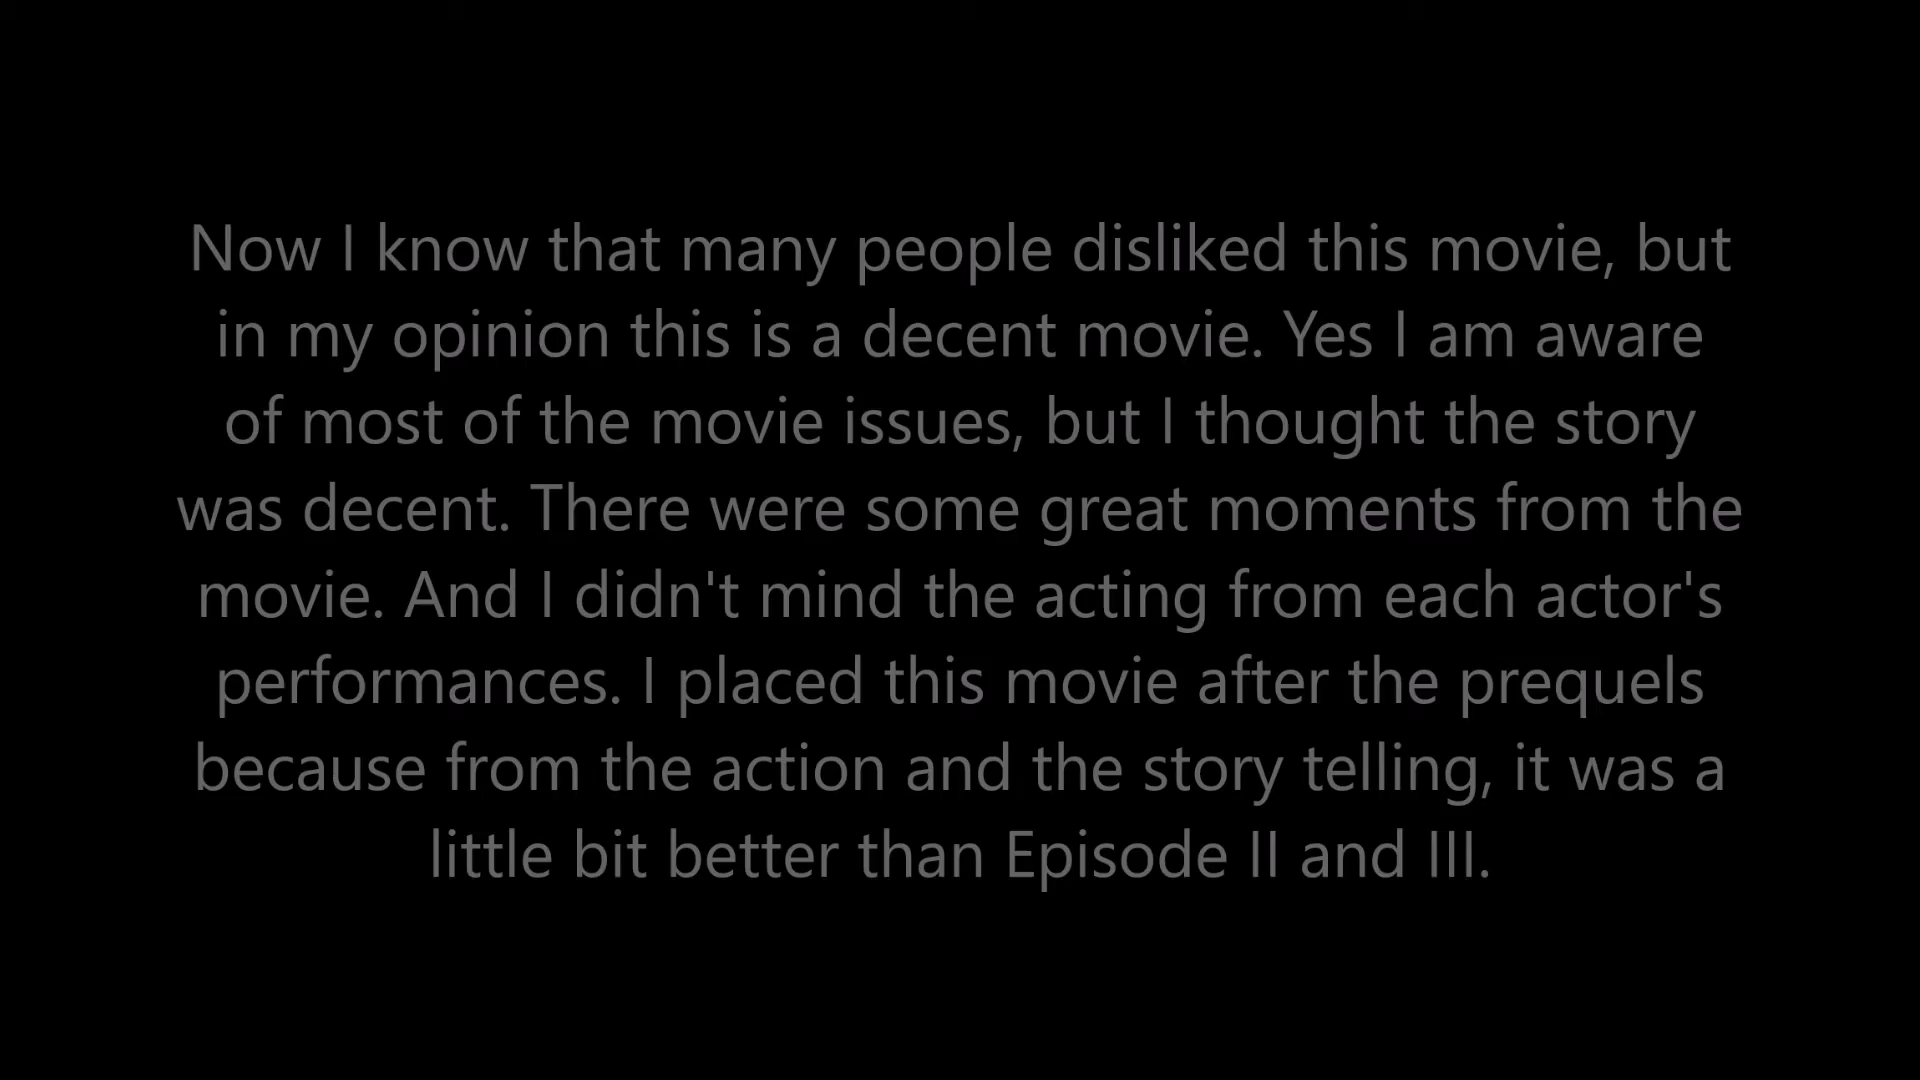 Now I know that many people disliked this movie, but
in my opinion this is a decent movie. Yes I am aware
of most of the movie issues, but I thought the story
was decent. There were some great moments from the
movie. And I didn't mind the acting from each actor's
performances. I placed this movie after the prequels
because from the action and the story telling, it was a
little bit better than Episode II and III.